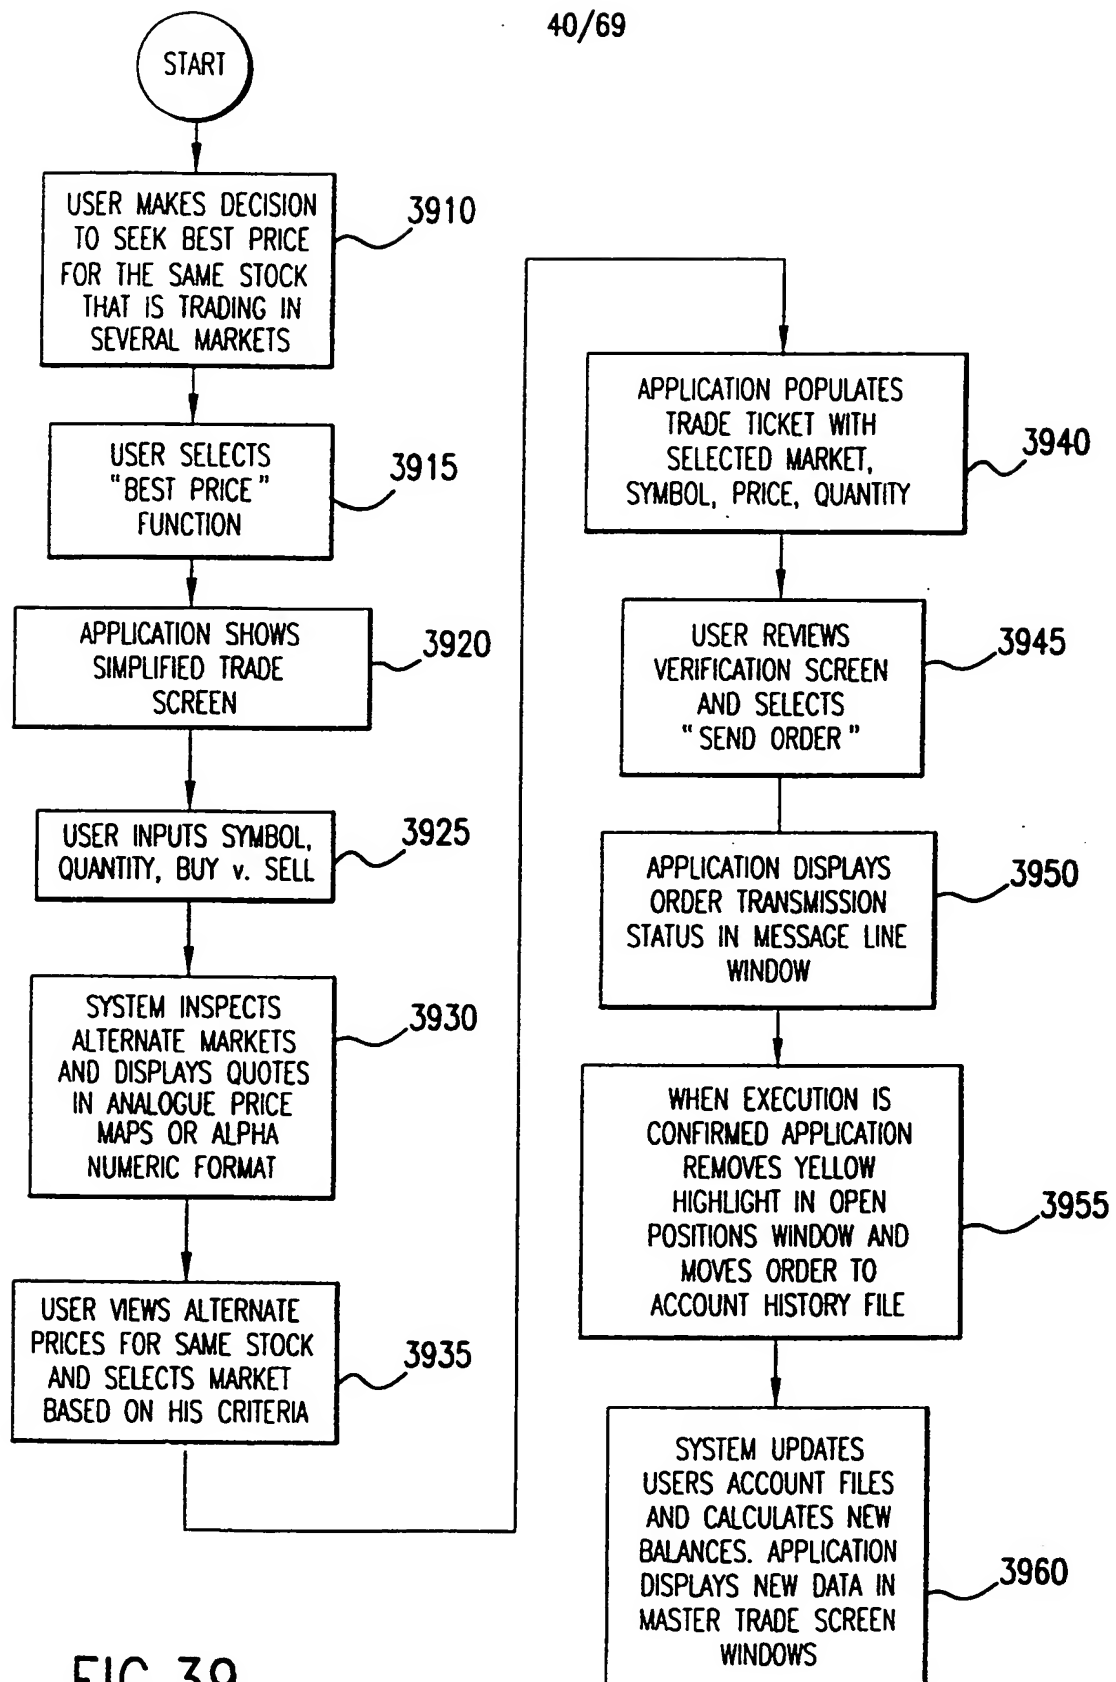 40/69
START
USER MAKES DECISION
TO SEEK BEST PRICE
FOR THE SAME STOCK
THAT IS TRADING IN
SEVERAL MARKETS
3910
USER SELECTS
"BEST PRICE"
FUNCTION
3915
APPLICATION SHOWS
SIMPLIFIED TRADE
SCREEN
3920
USER INPUTS SYMBOL,
QUANTITY, BUY v. SELL
3925
SYSTEM INSPECTS
ALTERNATE MARKETS
AND DISPLAYS QUOTES
IN ANALOGUE PRICE
MAPS OR ALPHA
NUMERIC FORMAT
3930
USER VIEWS ALTERNATE
PRICES FOR SAME STOCK
AND SELECTS MARKET
BASED ON HIS CRITERIA
3935
APPLICATION POPULATES
TRADE TICKET WITH
SELECTED MARKET,
SYMBOL, PRICE, QUANTITY
3940
USER REVIEWS
VERIFICATION SCREEN
AND SELECTS
"SEND ORDER"
3945
APPLICATION DISPLAYS
ORDER TRANSMISSION
STATUS IN MESSAGE LINE
WINDOW
3950
WHEN EXECUTION IS
CONFIRMED APPLICATION
REMOVES YELLOW
HIGHLIGHT IN OPEN
POSITIONS WINDOW AND
MOVES ORDER TO
ACCOUNT HISTORY FILE
3955
SYSTEM UPDATES
USERS ACCOUNT FILES
AND CALCULATES NEW
BALANCES. APPLICATION
DISPLAYS NEW DATA IN
MASTER TRADE SCREEN
WINDOWS
3960
FIG. 39